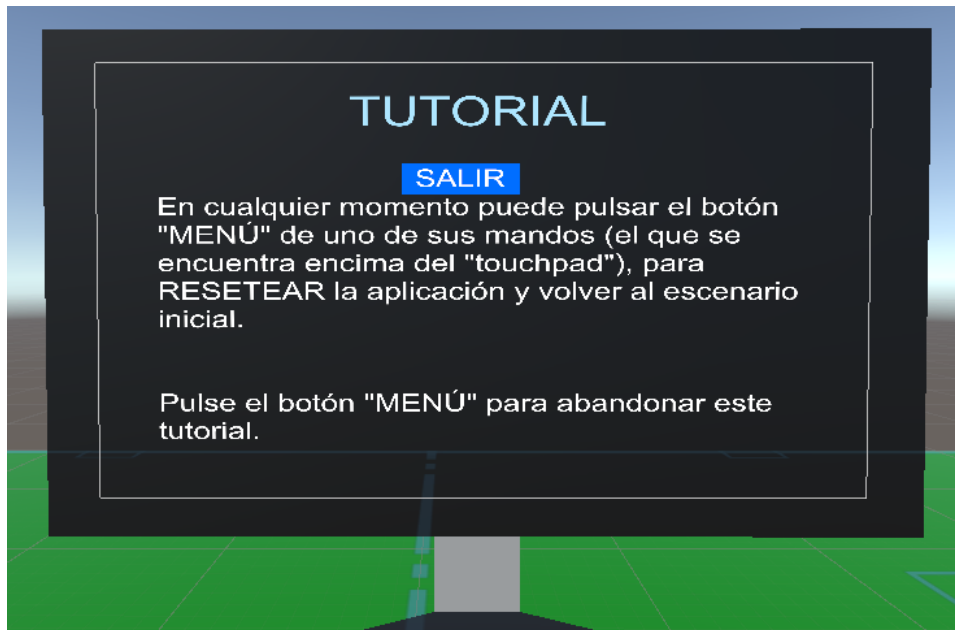 TUTORIAL
SALIR
En cualquier momento puede pulsar el botón
"MENÚ" de uno de sus mandos (el que se
encuentra encima del "touchpad"), para
RESETEAR la aplicación y volver al escenario
inicial.
Pulse el botón "MENÚ" para abandonar este
tutorial.